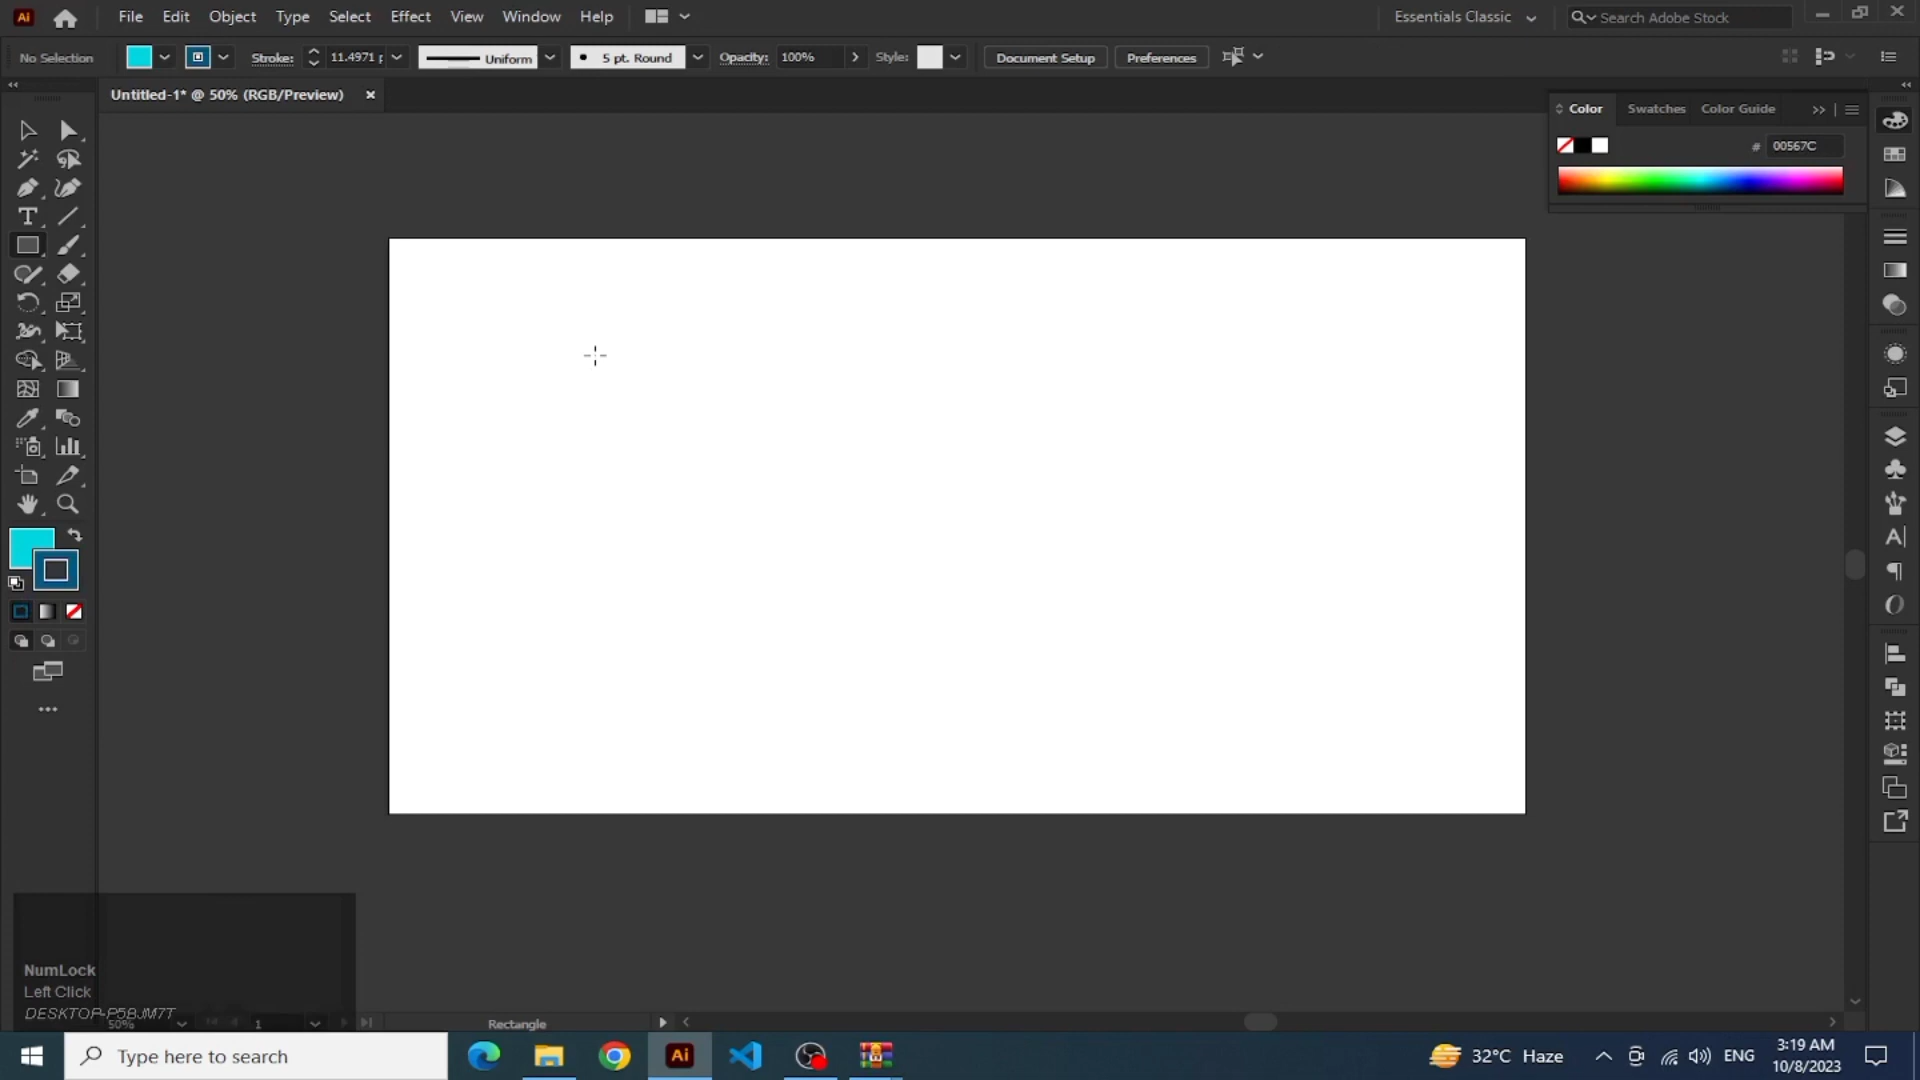 Ai File Edit Object Type Select Effect View Window Help Essentials Classic Search Adobe Stock
No Selection Stroke: 11.4971 p Uniform 5 pt. Round Opacity: 100% Style: Document Setup Preferences
Untitled-1* @ 50% (RGB/Preview)
Color Swatches Color Guide
# 00567C
NumLock
Left Click
DESKTOP-P5BJM7T
50% 1 Rectangle
Type here to search Ai 32°C Haze ENG 3:19 AM
10/8/2023